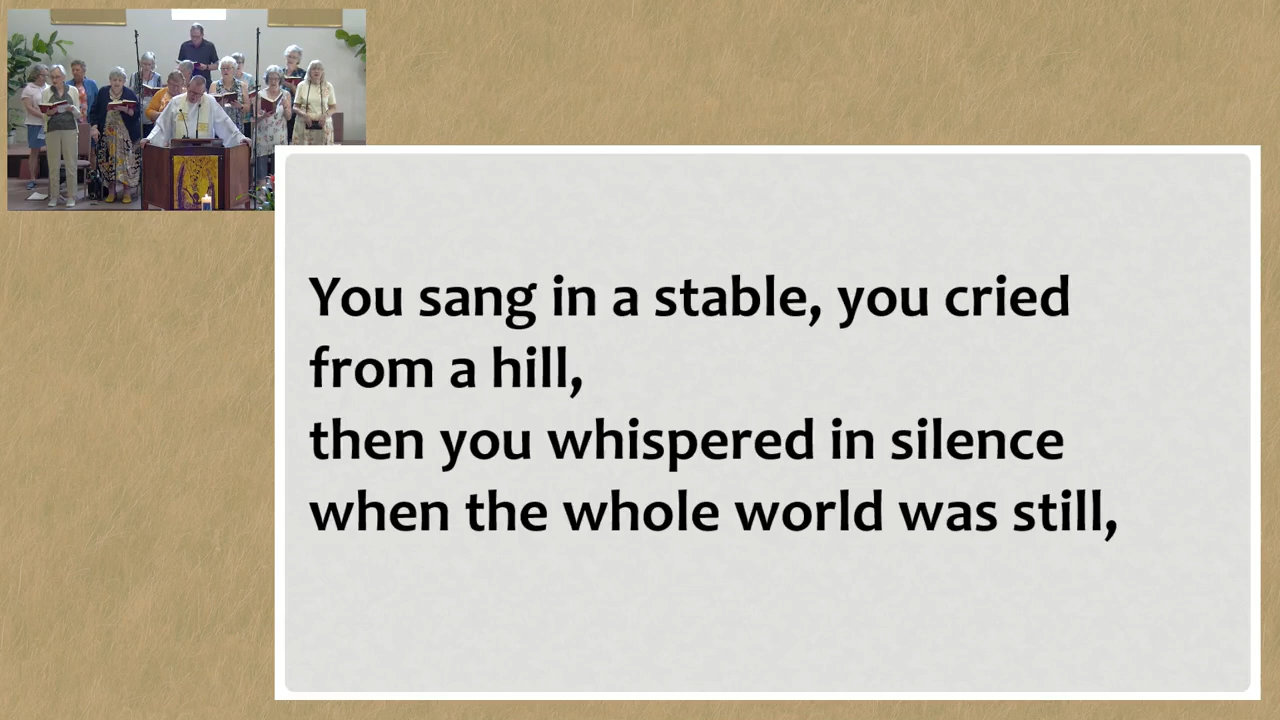 You sang in a stable, you cried
from a hill,
then you whispered in silence
when the whole world was still,